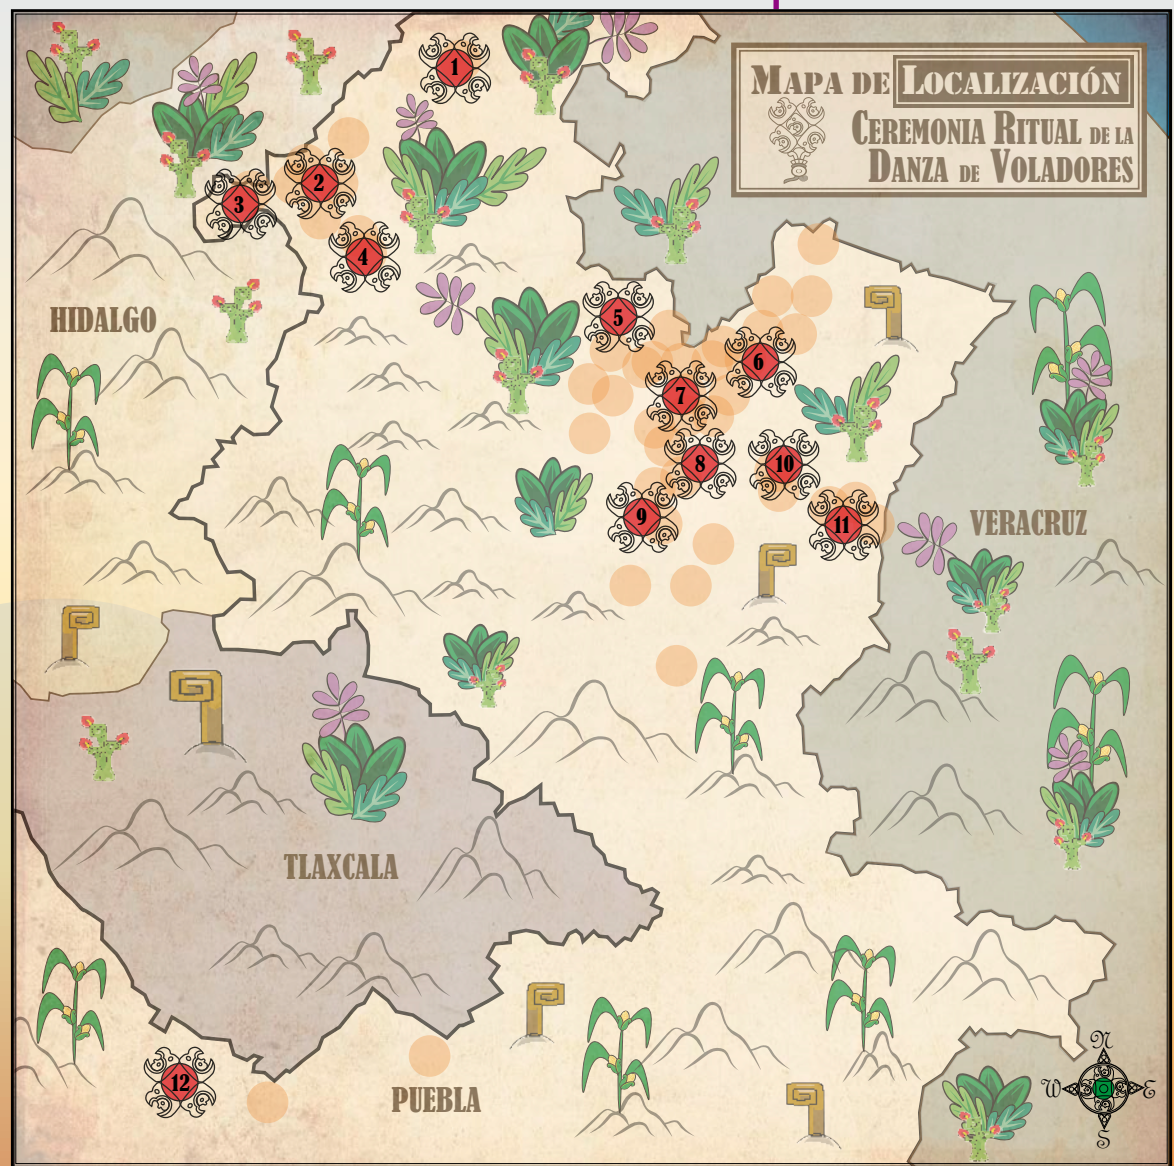 MAPA DE LOCALIZACIÓN
CEREMONIA RITUAL DE LA
DANZA DE VOLADORES
1
2
3
4
HIDALGO
5
6
7
8
10
9
11
VERACRUZ
TLAXCALA
12
PUEBLA
N
W
E
S